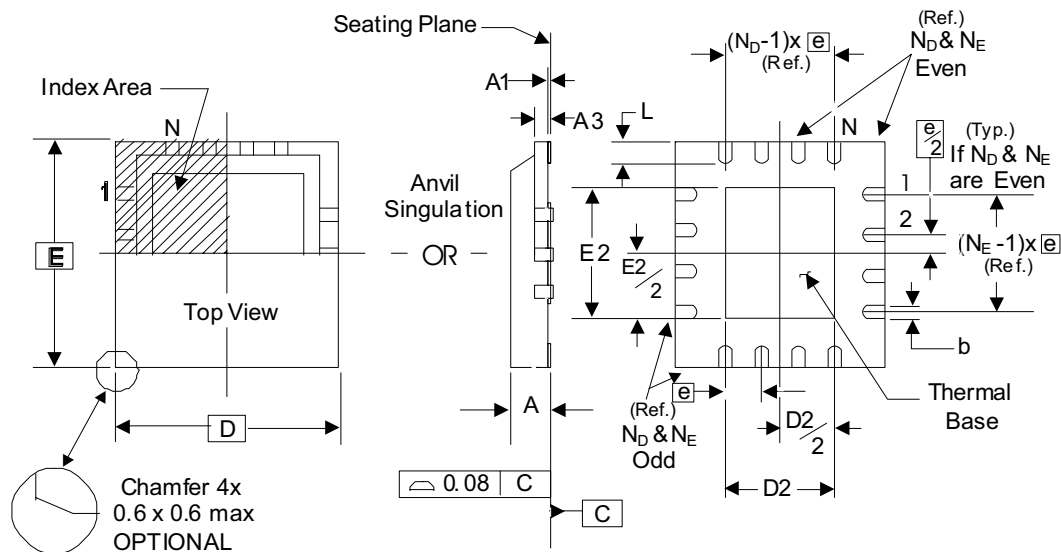 Seating Plane
(N_D-1)x e
(Ref.)
(Ref.)
N_D & N_E
Even
A1
Index Area
L
N
A3
N
e/2
(Typ.)
If N_D & N_E
are Even
1
Anvil
Singulation
1
2
E
OR
E2
E2/2
(N_E-1)x e
(Ref.)
Top View
b
e
Thermal
Base
A
(Ref.)
N_D & N_E
Odd
D2/2
D
0.08 C
D2
C
Chamfer 4x
0.6 x 0.6 max
OPTIONAL